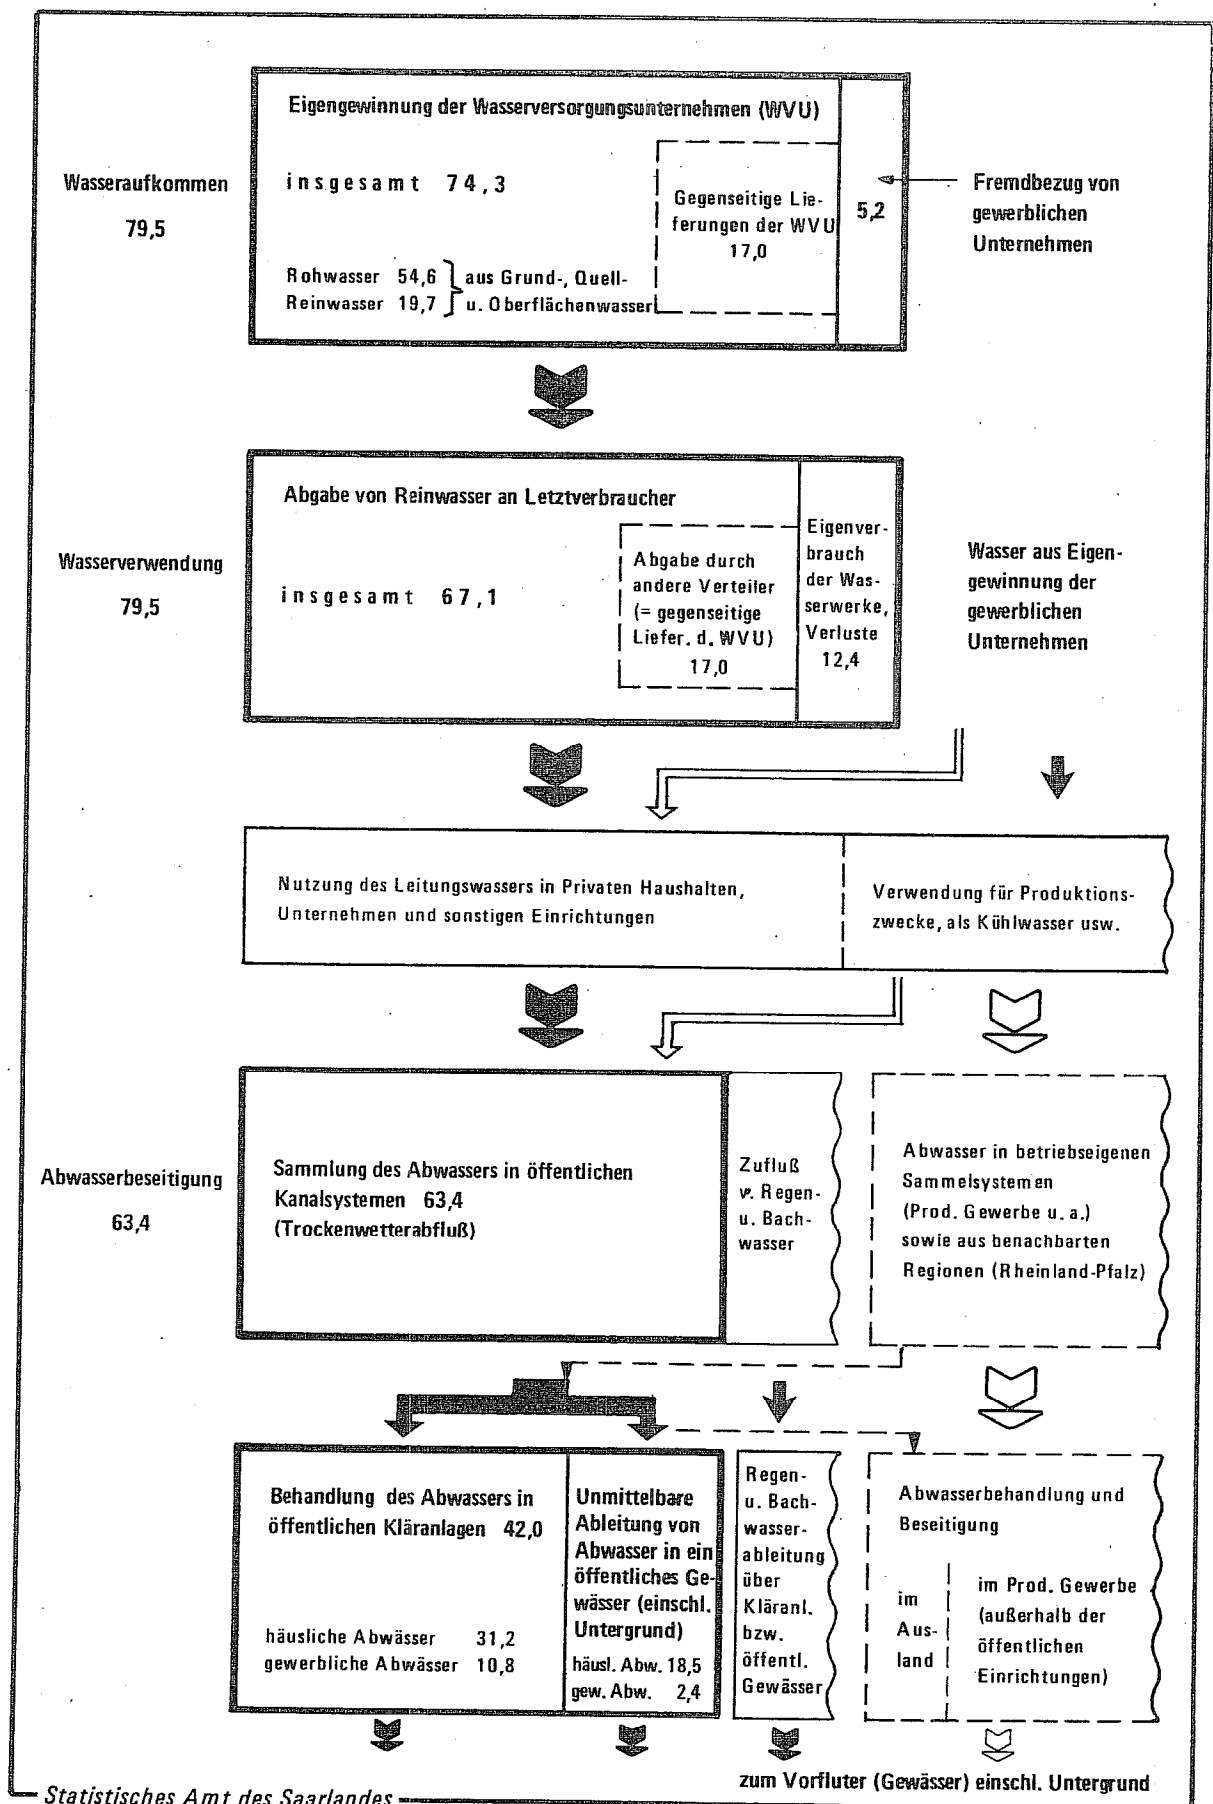 Eigengewinnung der Wasserversorgungsunternehmen (WVU)
Wasseraufkommen
79,5
insgesamt 74,3
Gegenseitige Lie-
ferungen der WVU
17,0
5,2
Fremdbezug von
gewerblichen
Unternehmen
Rohwasser 54,6 } aus Grund-, Quell-
Reinwasser 19,7 } u. Oberflächenwasser
Abgabe von Reinwasser an Letztverbraucher
Wasserverwendung
79,5
insgesamt 67,1
Abgabe durch
andere Verteiler
(= gegenseitige
Liefer. d. WVU)
17,0
Eigenver-
brauch
der Was-
serwerke,
Verluste
12,4
Wasser aus Eigen-
gewinnung der
gewerblichen
Unternehmen
Nutzung des Leitungswassers in Privaten Haushalten,
Unternehmen und sonstigen Einrichtungen
Verwendung für Produktions-
zwecke, als Kühlwasser usw.
Abwasserbeseitigung
63,4
Sammlung des Abwassers in öffentlichen
Kanalsystemen 63,4
(Trockenwetterabfluß)
Zufluß
v. Regen-
u. Bach-
wasser
Abwasser in betriebseigenen
Sammelsystemen
(Prod. Gewerbe u. a.)
sowie aus benachbarten
Regionen (Rheinland-Pfalz)
Behandlung des Abwassers in
öffentlichen Kläranlagen 42,0
häusliche Abwässer 31,2
gewerbliche Abwässer 10,8
Unmittelbare
Ableitung von
Abwasser in ein
öffentliches Ge-
wässer (einschl.
Untergrund)
häusl. Abw. 18,5
gew. Abw. 2,4
Regen-
u. Bach-
wasser-
ableitung
über
Kläranl.
bzw.
öffentl.
Gewässer
Abwasserbehandlung und
Beseitigung
im
Aus-
land
im Prod. Gewerbe
(außerhalb der
öffentlichen
Einrichtungen)
zum Vorfluter (Gewässer) einschl. Untergrund
Statistisches Amt des Saarlandes